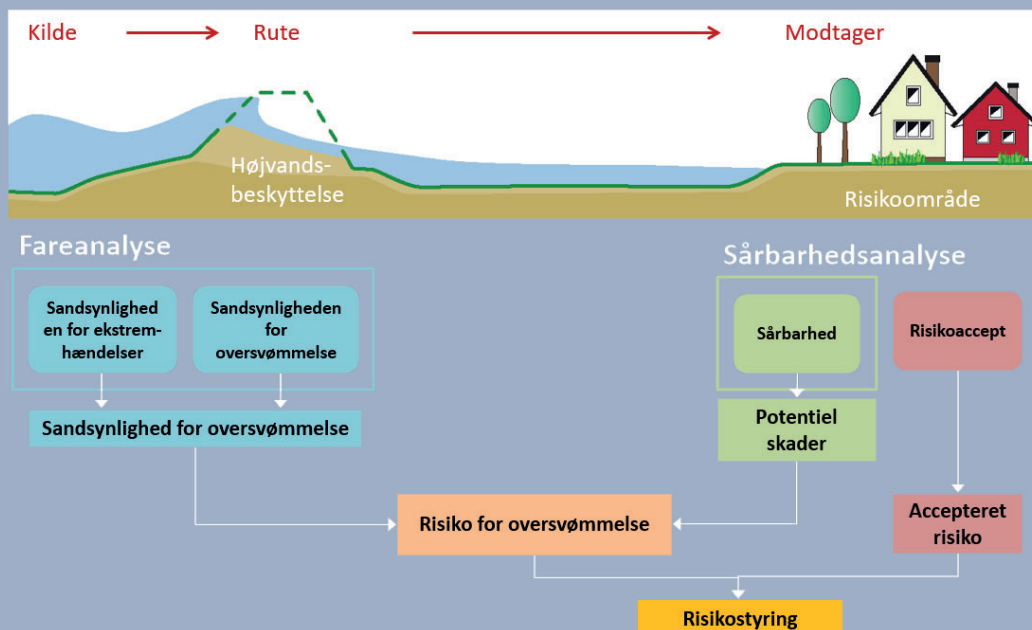 Kilde
Rute
Modtager
Højvands-
beskyttelse
Risikoområde
Fareanalyse
Sårbarhedsanalyse
Sandsynlighed
en for ekstrem-
hændelser
Sandsynligheden
for
oversvømmelse
Sårbarhed
Risikoaccept
Sandsynlighed for oversvømmelse
Potentiel
skader
Risiko for oversvømmelse
Accepteret
risiko
Risikostyring